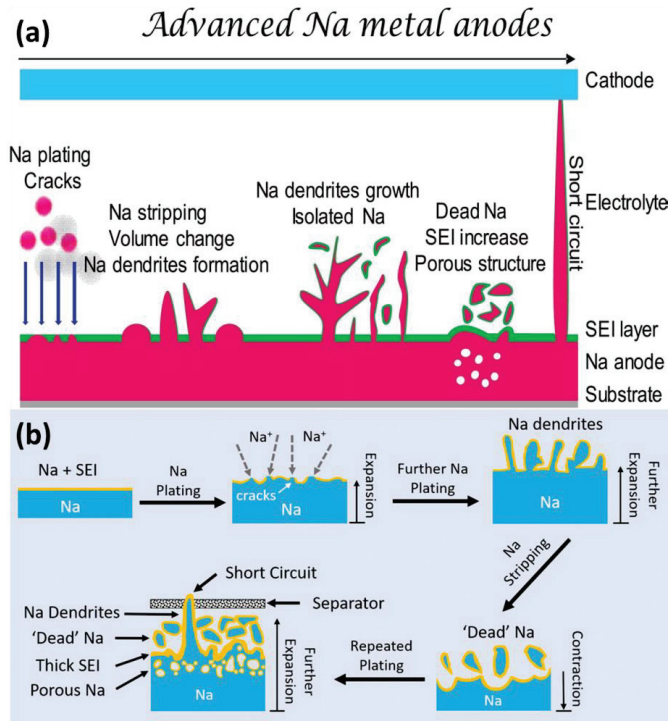 (a)
Advanced Na metal anodes
Cathode
Na plating
Cracks
Na stripping
Volume change
Na dendrites formation
Na dendrites growth
Isolated Na
Dead Na
SEI increase
Porous structure
Short circuit
Electrolyte
SEI layer
Na anode
Substrate
(b)
Na + SEI
Na
Na
Plating
Na⁺
Na⁺
cracks
Na
Expansion
Further Na
Plating
Na dendrites
Na
Further
Expansion
Na
Stripping
Short Circuit
Na Dendrites
Separator
'Dead' Na
Thick SEI
Porous Na
Na
Further
Expansion
Repeated
Plating
'Dead' Na
Na
Contraction